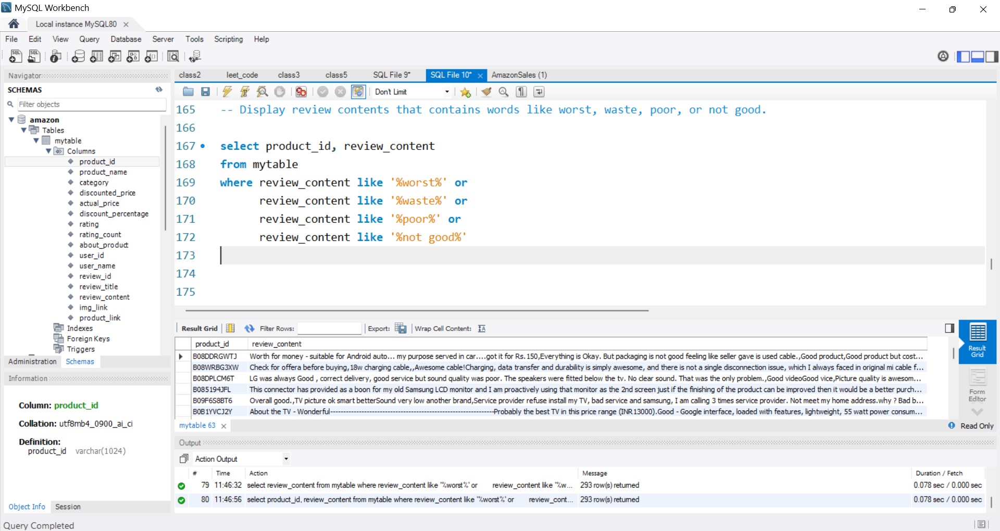 MySQL Workbench
Local instance MySQL80
File Edit View Query Database Server Tools Scripting Help
Navigator
SCHEMAS
Filter objects
amazon
Tables
mytable
Columns
product_id
product_name
category
discounted_price
actual_price
discount_percentage
rating
rating_count
about_product
user_id
user_name
review_id
review_title
review_content
img_link
product_link
Indexes
Foreign Keys
Triggers
Administration Schemas
Information
Column: product_id
Collation: utf8mb4_0900_ai_ci
Definition:
product_id varchar(1024)
Object Info Session
Query Completed
class2 leet_code class3 class5 SQL File 9* SQL File 10* AmazonSales (1)
Don't Limit
165 -- Display review contents that contains words like worst, waste, poor, or not good.
166
167 select product_id, review_content
168 from mytable
169 where review_content like '%worst%' or
170 review_content like '%waste%' or
171 review_content like '%poor%' or
172 review_content like '%not good%'
173
174
175
Result Grid Filter Rows: Export: Wrap Cell Content:
product_id review_content
B08DDRGWTJ Worth for money - suitable for Android auto... my purpose served in car....got it for Rs.150,Everything is Okay. But packaging is not good feeling like seller gave is used cable.,Good product,Good product but cost...
B08WRBG3XW Check for offera before buying,18w charging cable,,Awesome cable!Charging, data transfer and durability is simply awesome, and there is not a single disconnection issue, which I always faced in original mi cable f...
B08DPLCM6T LG was always Good , correct delivery, good service but sound quality was poor. The speakers were fitted below the tv. No clear sound. That was the only problem.,Good videoGood vice,Picture quality is awesom...
B085194JFL This connector has provided as a boon for my old Samsung LCD monitor and I am proactively using that monitor as the 2nd screen just if the finishing of the product can be improved then it would be a better purch...
B09F6S8BT6 Overall good.,TV picture ok smart betterSound very low another brand,Service provider refuse install my TV, bad service and samsung, I am calling 3 times service provider. Not meet my home address.why ? Bad b...
B0B1YVCJ2Y About the TV - Wonderful---------------------------------------------------------------Probably the best TV in this price range (INR13000).Good - Google interface, loaded with features, lightweight, 55 watt power consum...
Result Grid
Form Editor
mytable 63
Read Only
Output
Action Output
# Time Action Message Duration / Fetch
79 11:46:32 select review_content from mytable where review_content like '%worst%' or review_content like '%w... 293 row(s) returned 0.078 sec / 0.000 sec
80 11:46:56 select product_id, review_content from mytable where review_content like '%worst%' or review_cont... 293 row(s) returned 0.078 sec / 0.000 sec